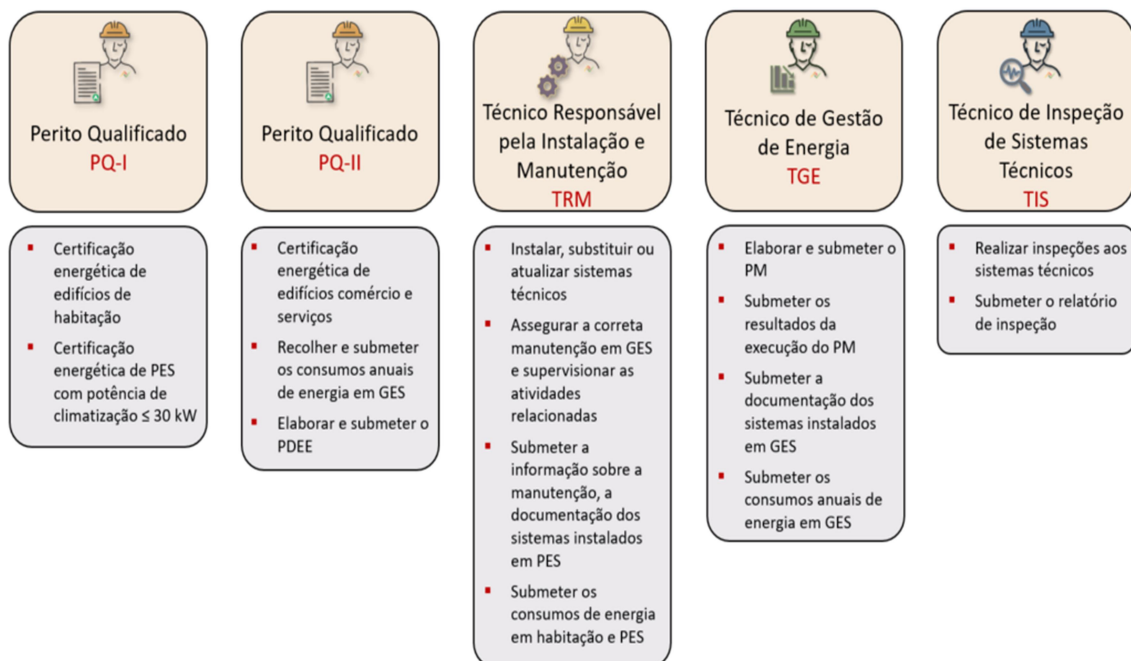 Perito Qualificado
PQ-I
▪ Certificação
energética de
edifícios de
habitação
▪ Certificação
energética de PES
com potência de
climatização ≤ 30 kW
Perito Qualificado
PQ-II
▪ Certificação
energética de
edifícios comércio e
serviços
▪ Recolher e submeter
os consumos anuais
de energia em GES
▪ Elaborar e submeter o
PDEE
Técnico Responsável
pela Instalação e
Manutenção
TRM
▪ Instalar, substituir ou
atualizar sistemas
técnicos
▪ Assegurar a correta
manutenção em GES
e supervisionar as
atividades
relacionadas
▪ Submeter a
informação sobre a
manutenção, a
documentação dos
sistemas instalados
em PES
▪ Submeter os
consumos de energia
em habitação e PES
Técnico de Gestão
de Energia
TGE
▪ Elaborar e submeter o
PM
▪ Submeter os
resultados da
execução do PM
▪ Submeter a
documentação dos
sistemas instalados
em GES
▪ Submeter os
consumos anuais de
energia em GES
Técnico de Inspeção
de Sistemas
Técnicos
TIS
▪ Realizar inspeções aos
sistemas técnicos
▪ Submeter o relatório
de inspeção